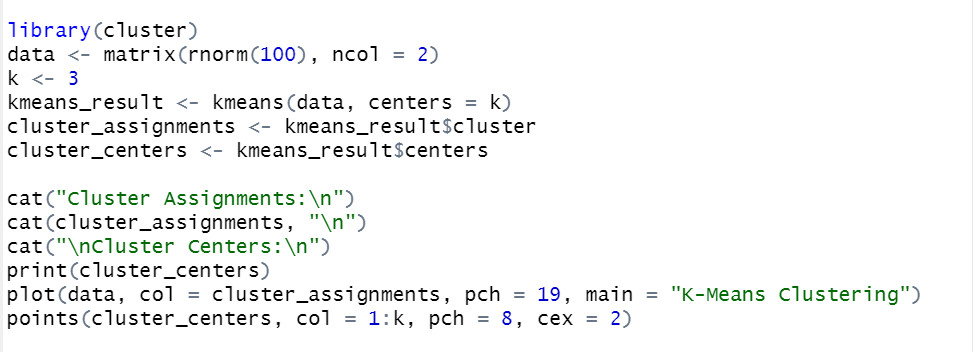 library(cluster)
data <- matrix(rnorm(100), ncol = 2)
k <- 3
kmeans_result <- kmeans(data, centers = k)
cluster_assignments <- kmeans_result$cluster
cluster_centers <- kmeans_result$centers
cat("Cluster Assignments:\n")
cat(cluster_assignments, "\n")
cat("\nCluster Centers:\n")
print(cluster_centers)
plot(data, col = cluster_assignments, pch = 19, main = "K-Means Clustering")
points(cluster_centers, col = 1:k, pch = 8, cex = 2)